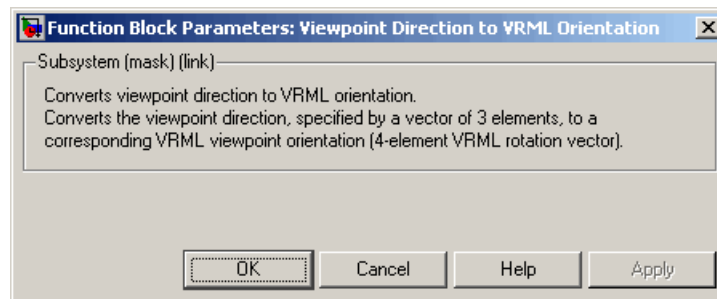 Function Block Parameters: Viewpoint Direction to VRML Orientation
Subsystem (mask) (link)
Converts viewpoint direction to VRML orientation.
Converts the viewpoint direction, specified by a vector of 3 elements, to a
corresponding VRML viewpoint orientation (4-element VRML rotation vector).
OK Cancel Help Apply